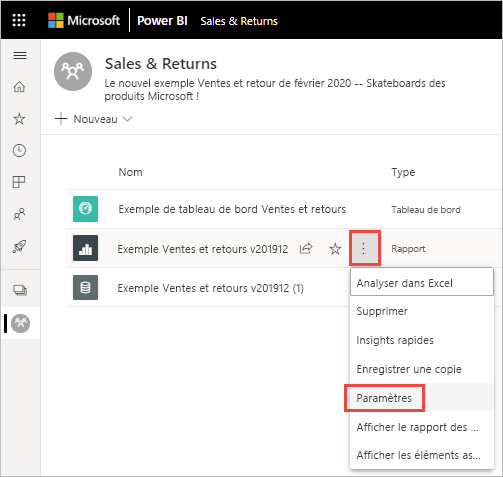 Microsoft Power BI Sales & Returns
Sales & Returns
Le nouvel exemple Ventes et retour de février 2020 -- Skateboards des
produits Microsoft !
Nouveau
Nom Type
Exemple de tableau de bord Ventes et retours Tableau de bord
Exemple Ventes et retours v201912 Rapport
Exemple Ventes et retours v201912 (1)
Analyser dans Excel
Supprimer
Insights rapides
Enregistrer une copie
Paramètres
Afficher le rapport des ...
Afficher les éléments as...